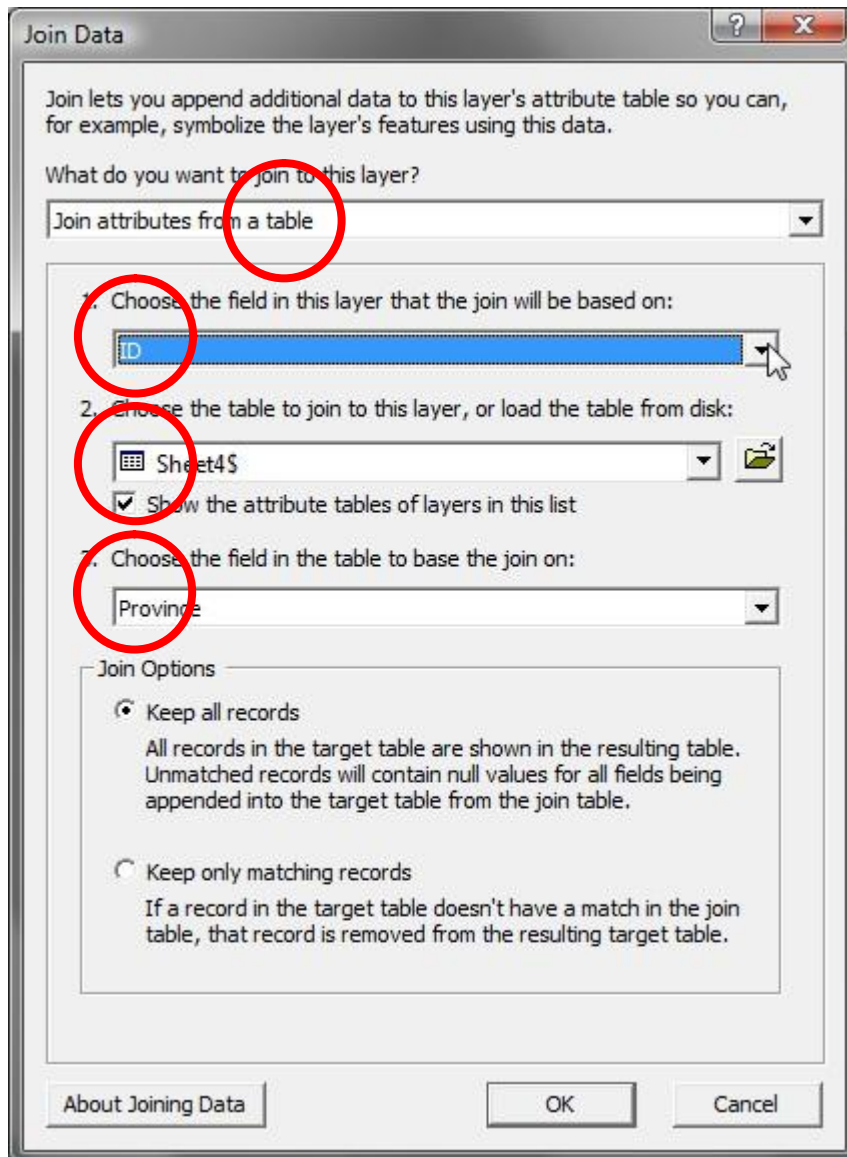 Join Data
?
Join lets you append additional data to this layer's attribute table so you can,
for example, symbolize the layer's features using this data.
What do you want to join to this layer?
Join attributes from a table
1. Choose the field in this layer that the join will be based on:
ID
2. Choose the table to join to this layer, or load the table from disk:
Sheet4$
Show the attribute tables of layers in this list
3. Choose the field in the table to base the join on:
Province
Join Options
Keep all records
All records in the target table are shown in the resulting table.
Unmatched records will contain null values for all fields being
appended into the target table from the join table.
Keep only matching records
If a record in the target table doesn't have a match in the join
table, that record is removed from the resulting target table.
About Joining Data
OK
Cancel